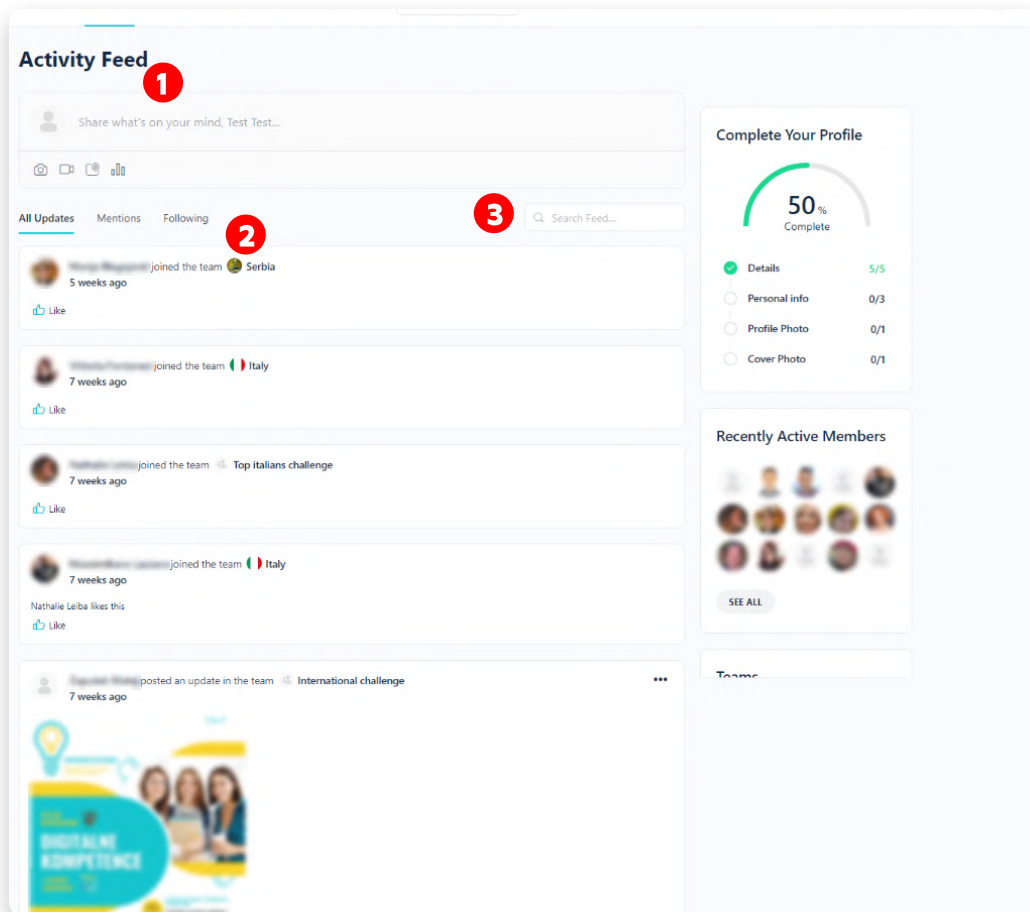 Activity Feed
1
Share what's on your mind, Test Test...
All Updates Mentions Following
2
3
Search Feed...
joined the team Serbia
5 weeks ago
Like
joined the team Italy
7 weeks ago
Like
joined the team Top italians challenge
7 weeks ago
Like
joined the team Italy
7 weeks ago
Nathalie Leiba likes this
Like
posted an update in the team International challenge
7 weeks ago
DIGITALNE
KOMPETENCE
Complete Your Profile
50 %
Complete
Details 5/5
Personal info 0/3
Profile Photo 0/1
Cover Photo 0/1
Recently Active Members
SEE ALL
Teams